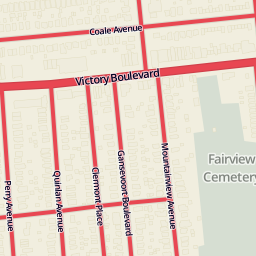 Coale Avenue
Victory Boulevard
Fairview
Cemetery
Perry Avenue
Quinlan Avenue
Clermont Place
Gansevoort Boulevard
Mountainview Avenue